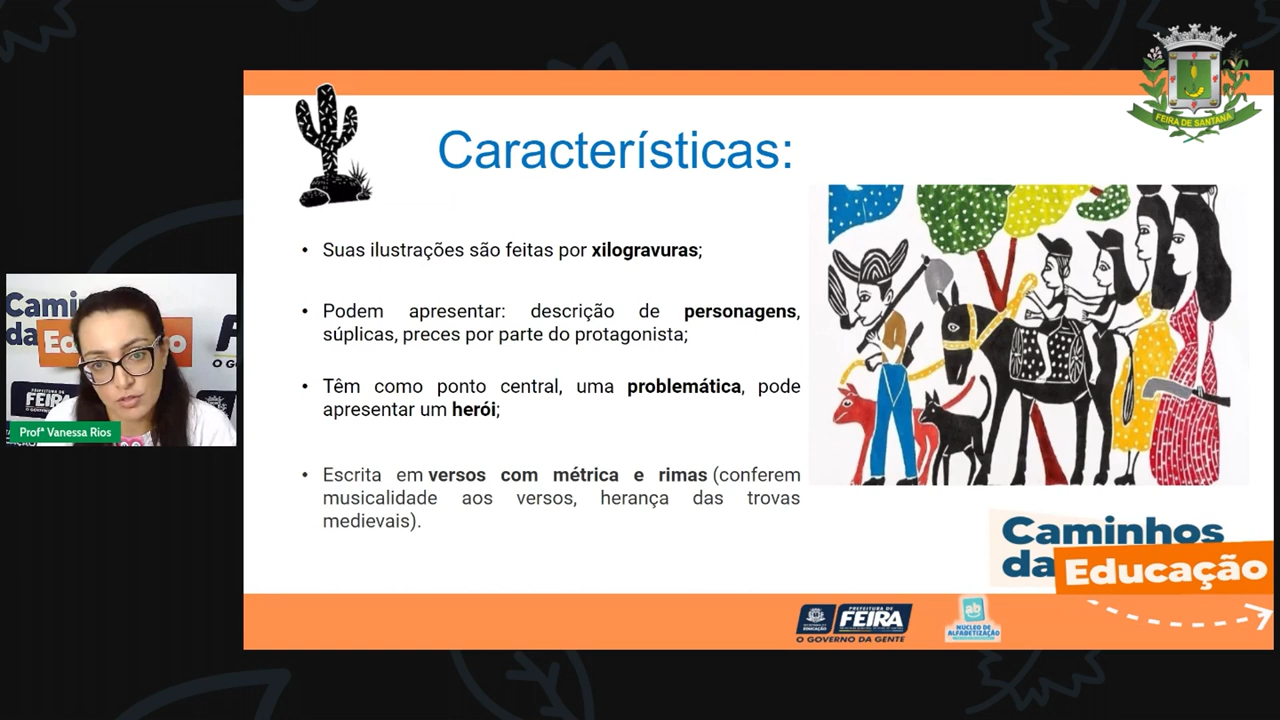 FEIRA DE SANTANA
Características:
• Suas ilustrações são feitas por xilogravuras;
• Podem apresentar: descrição de personagens,
súplicas, preces por parte do protagonista;
• Têm como ponto central, uma problemática, pode
apresentar um herói;
• Escrita em versos com métrica e rimas (conferem
musicalidade aos versos, herança das trovas
medievais).
Profª Vanessa Rios
Caminhos
da Educação
PREFEITURA DE
FEIRA
O GOVERNO DA GENTE
EDUCAÇÃO
ab
NÚCLEO DE
ALFABETIZAÇÃO